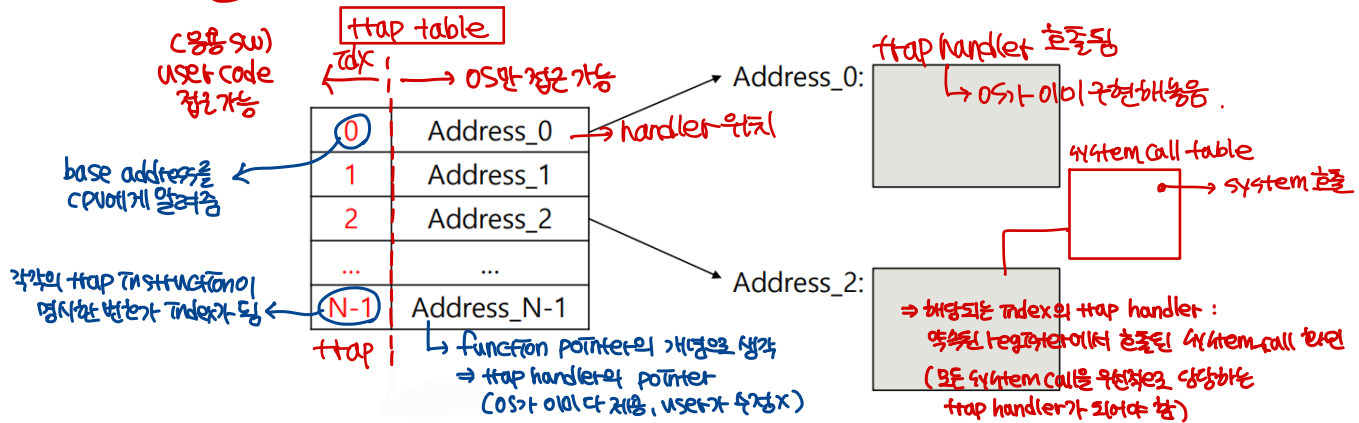 trap table
(응용 SW)
user code
접근가능
idx
OS만 접근 가능
0 Address_0
1 Address_1
2 Address_2
... ...
N-1 Address_N-1
trap
handler 위치
base address를
CPU에게 알려줌
각각의 trap instruction이
명시한 번호가 index가 됨
function pointer의 개념으로 생각
⇒ trap handler의 pointer
(OS가 이미 다 제공, user가 수정X)
Address_0:
trap handler 호출됨
OS가 이미 구현해놓음.
system call table
system 호출
Address_2:
⇒ 해당되는 index의 trap handler :
약속된 register에서 호출된 system call 확인
(모든 system call을 우선적으로 담당하는
trap handler가 되어야 함)